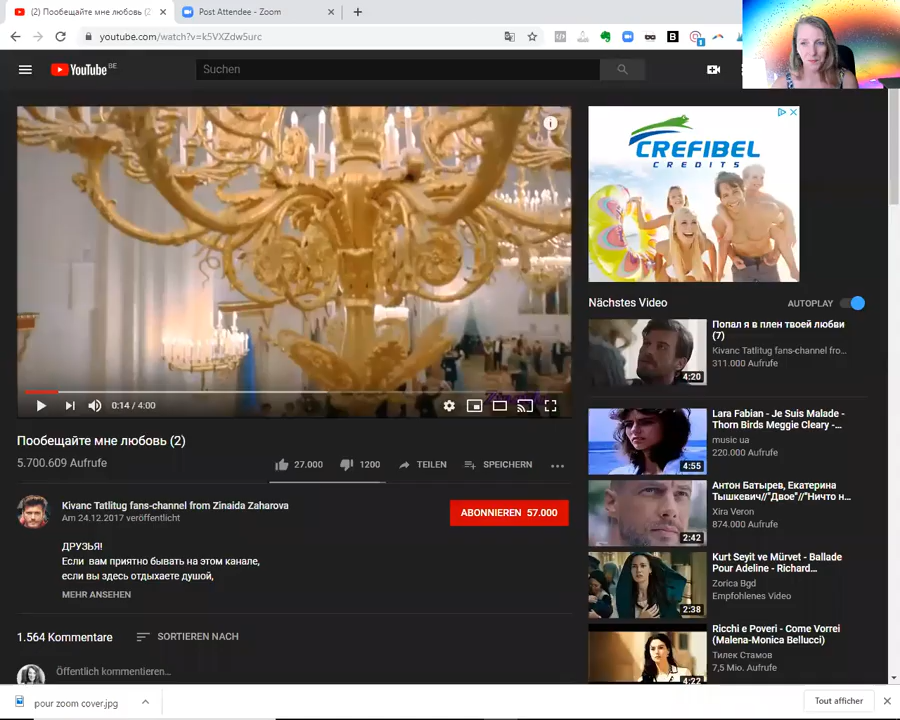 (2) Пообещайте мне любовь (2
Post Attendee - Zoom
youtube.com/watch?v=k5VXZdwSurc
YouTube BE
Suchen
CREFIBEL
CREDITS
0:14 / 4:00
Пообещайте мне любовь (2)
5.700.609 Aufrufe
27.000
1200
TEILEN
SPEICHERN
Kivanc Tatlitug fans-channel from Zinaida Zaharova
Am 24.12.2017 veröffentlicht
ABONNIEREN 57.000
ДРУЗЬЯ!
Если вам приятно бывать на этом канале,
если вы здесь отдыхаете душой,
MEHR ANSEHEN
1.564 Kommentare
SORTIEREN NACH
Öffentlich kommentieren...
Nächstes Video
AUTOPLAY
Попал я в плен твоей любви
(7)
Kivanc Tatlitug fans-channel fro...
311.000 Aufrufe
4:20
Lara Fabian - Je Suis Malade -
Thorn Birds Meggie Cleary -...
music ua
220.000 Aufrufe
4:55
Антон Батырев, Екатерина
Тышкевич//"Двое"//"Ничто н...
Xira Veron
874.000 Aufrufe
2:42
Kurt Seyit ve Mürvet - Ballade
Pour Adeline - Richard...
Zorica Bgd
Empfohlenes Video
2:38
Ricchi e Poveri - Come Vorrei
(Malena-Monica Bellucci)
Тилек Стамов
7,5 Mio. Aufrufe
4:22
pour zoom cover.jpg
Tout afficher